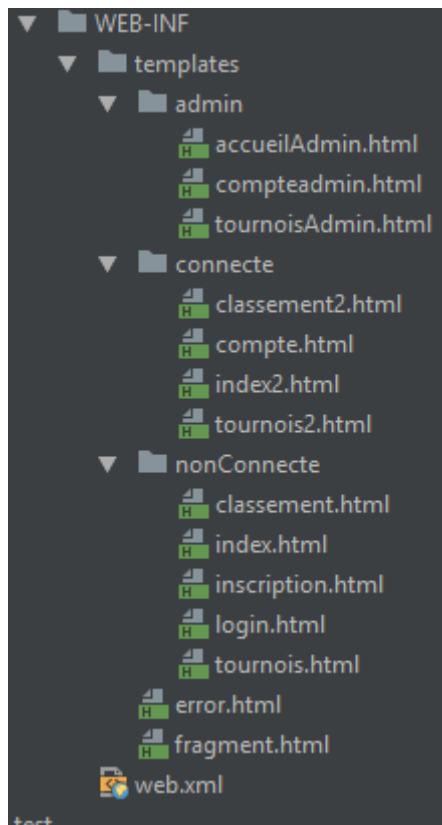 WEB-INF
templates
admin
accueilAdmin.html
compteadmin.html
tournoisAdmin.html
connecte
classement2.html
compte.html
index2.html
tournois2.html
nonConnecte
classement.html
index.html
inscription.html
login.html
tournois.html
error.html
fragment.html
web.xml
test